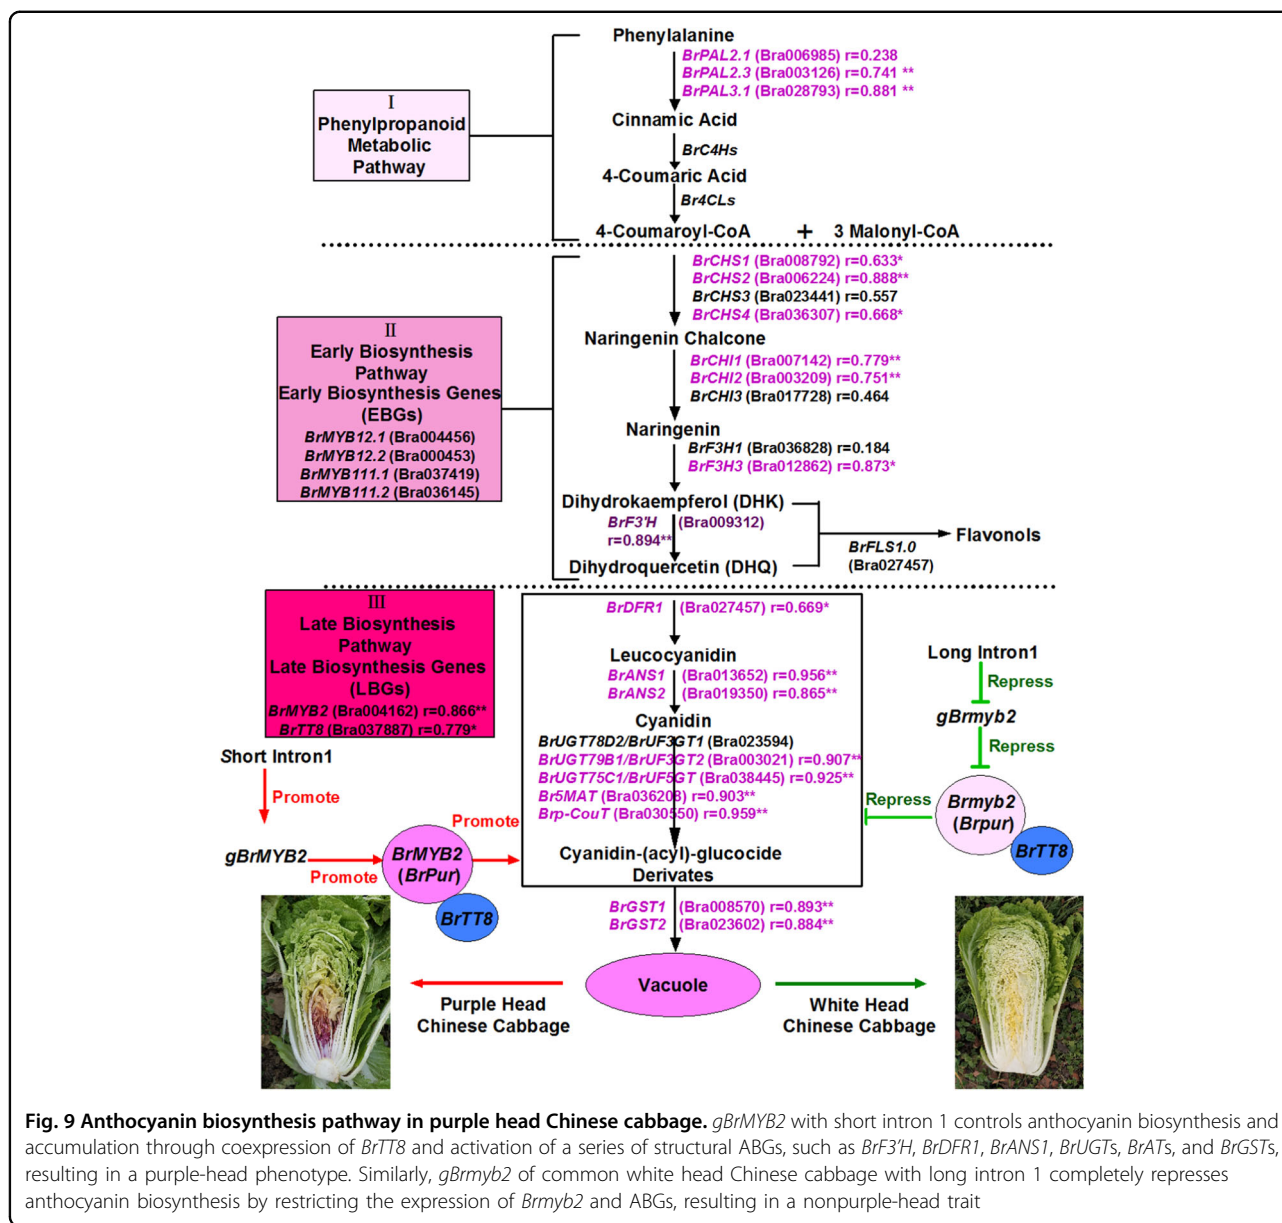 Phenylalanine
BrPAL2.1 (Bra006985) r=0.238
BrPAL2.3 (Bra003126) r=0.741 **
BrPAL3.1 (Bra028793) r=0.881 **
I
Phenylpropanoid
Metabolic
Pathway
Cinnamic Acid
BrC4Hs
4-Coumaric Acid
Br4CLs
4-Coumaroyl-CoA + 3 Malonyl-CoA
BrCHS1 (Bra008792) r=0.633*
BrCHS2 (Bra006224) r=0.888**
BrCHS3 (Bra023441) r=0.557
BrCHS4 (Bra036307) r=0.668*
II
Early Biosynthesis
Pathway
Early Biosynthesis Genes
(EBGs)
BrMYB12.1 (Bra004456)
BrMYB12.2 (Bra000453)
BrMYB111.1 (Bra037419)
BrMYB111.2 (Bra036145)
Naringenin Chalcone
BrCHI1 (Bra007142) r=0.779**
BrCHI2 (Bra003209) r=0.751**
BrCHI3 (Bra017728) r=0.464
Naringenin
BrF3H1 (Bra036828) r=0.184
BrF3H3 (Bra012862) r=0.873*
Dihydrokaempferol (DHK)
BrF3'H (Bra009312)
r=0.894**
Dihydroquercetin (DHQ)
BrFLS1.0
(Bra027457)
Flavonols
III
Late Biosynthesis
Pathway
Late Biosynthesis Genes
(LBGs)
BrMYB2 (Bra004162) r=0.866**
BrTT8 (Bra037887) r=0.779*
BrDFR1 (Bra027457) r=0.669*
Leucocyanidin
BrANS1 (Bra013652) r=0.956**
BrANS2 (Bra019350) r=0.865**
Cyanidin
BrUGT78D2/BrUF3GT1 (Bra023594)
BrUGT79B1/BrUF3GT2 (Bra003021) r=0.907**
BrUGT75C1/BrUF5GT (Bra038445) r=0.925**
Br5MAT (Bra036208) r=0.903**
Brp-CouT (Bra030550) r=0.959**
Cyanidin-(acyl)-glucocide
Derivates
Short Intron1
Promote
gBrMYB2
Promote
BrMYB2
(BrPur)
BrTT8
Promote
Long Intron1
Repress
gBrmyb2
Repress
Repress
Brmyb2
(Brpur)
BrTT8
BrGST1 (Bra008570) r=0.893**
BrGST2 (Bra023602) r=0.884**
Vacuole
Purple Head
Chinese Cabbage
White Head
Chinese Cabbage
Fig. 9 Anthocyanin biosynthesis pathway in purple head Chinese cabbage. gBrMYB2 with short intron 1 controls anthocyanin biosynthesis and
accumulation through coexpression of BrTT8 and activation of a series of structural ABGs, such as BrF3'H, BrDFR1, BrANS1, BrUGTs, BrATs, and BrGSTs,
resulting in a purple-head phenotype. Similarly, gBrmyb2 of common white head Chinese cabbage with long intron 1 completely represses
anthocyanin biosynthesis by restricting the expression of Brmyb2 and ABGs, resulting in a nonpurple-head trait